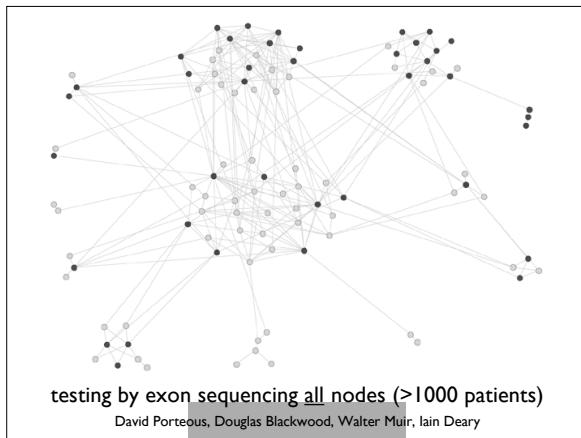 testing by exon sequencing all nodes (>1000 patients)
David Porteous, Douglas Blackwood, Walter Muir, Iain Deary